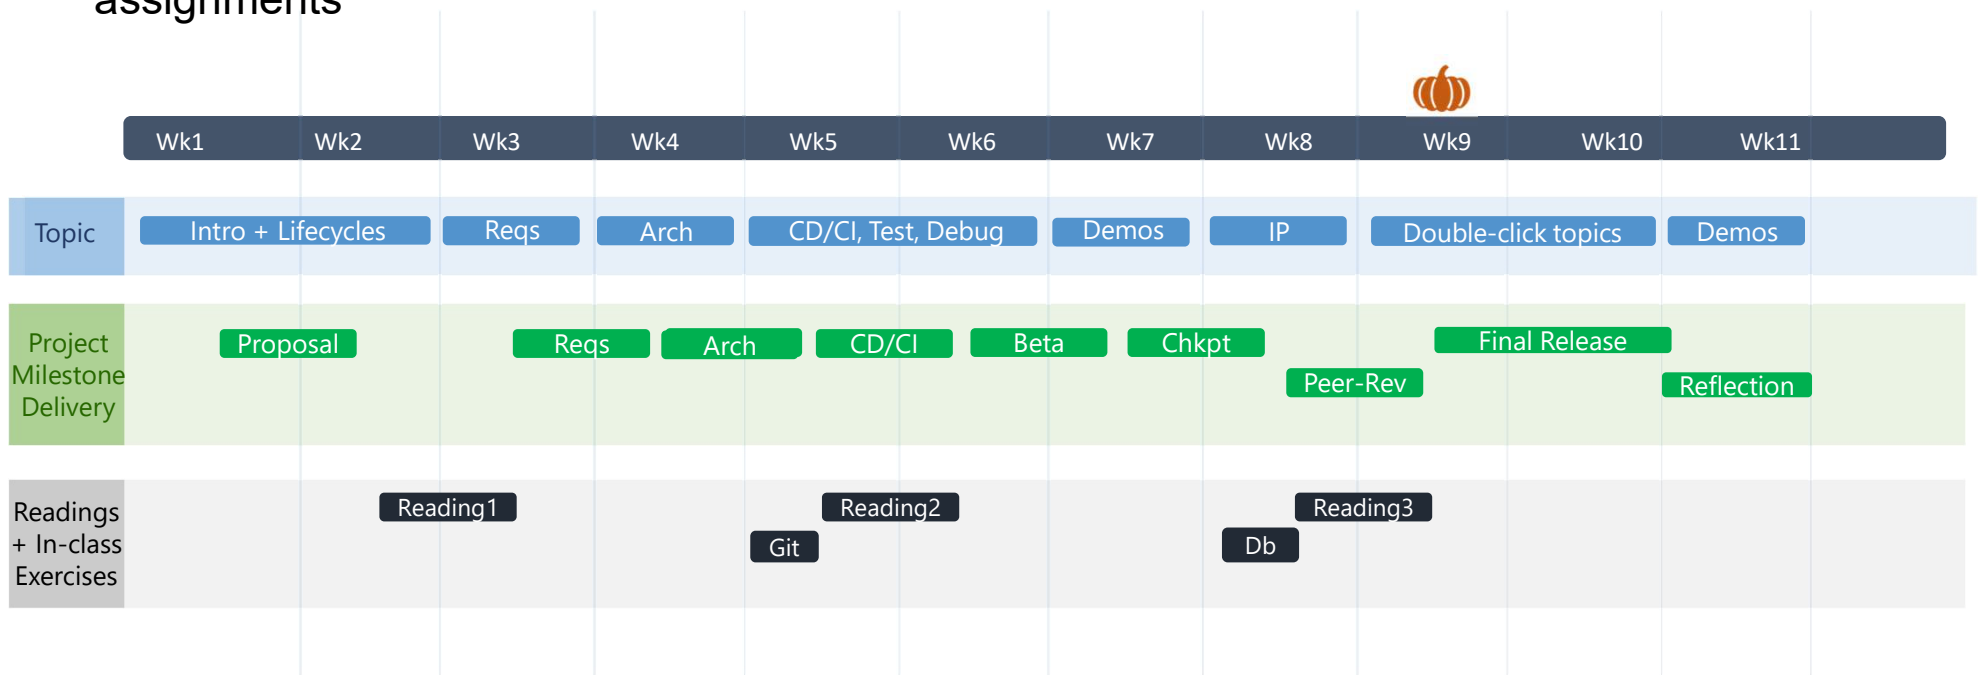 assignments
Wk1 Wk2 Wk3 Wk4 Wk5 Wk6 Wk7 Wk8 Wk9 Wk10 Wk11
Topic
Intro + Lifecycles Reqs Arch CD/CI, Test, Debug Demos IP Double-click topics Demos
Project
Milestone
Delivery
Proposal Reqs Arch CD/CI Beta Chkpt Final Release
Peer-Rev Reflection
Readings
+ In-class
Exercises
Reading1 Reading2 Reading3
Git Db